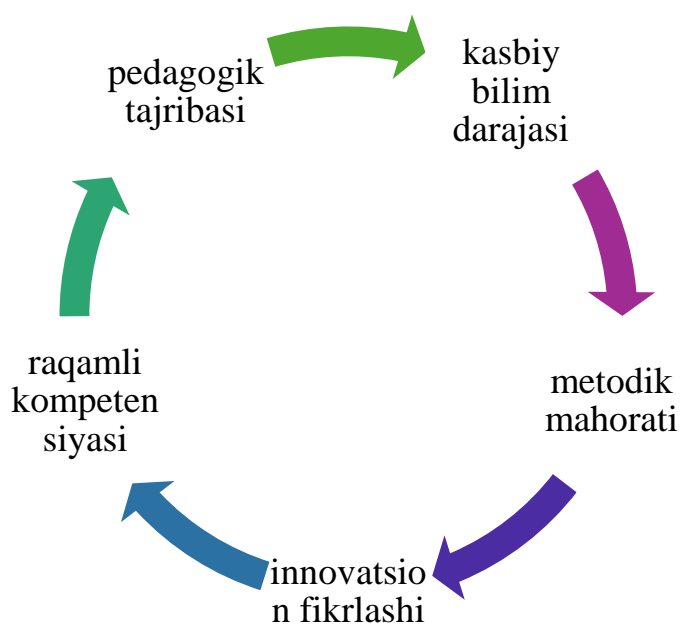 pedagogik
tajribasi
kasbiy
bilim
darajasi
metodik
mahorati
innovatsio
n fikrlashi
raqamli
kompeten
siyasi